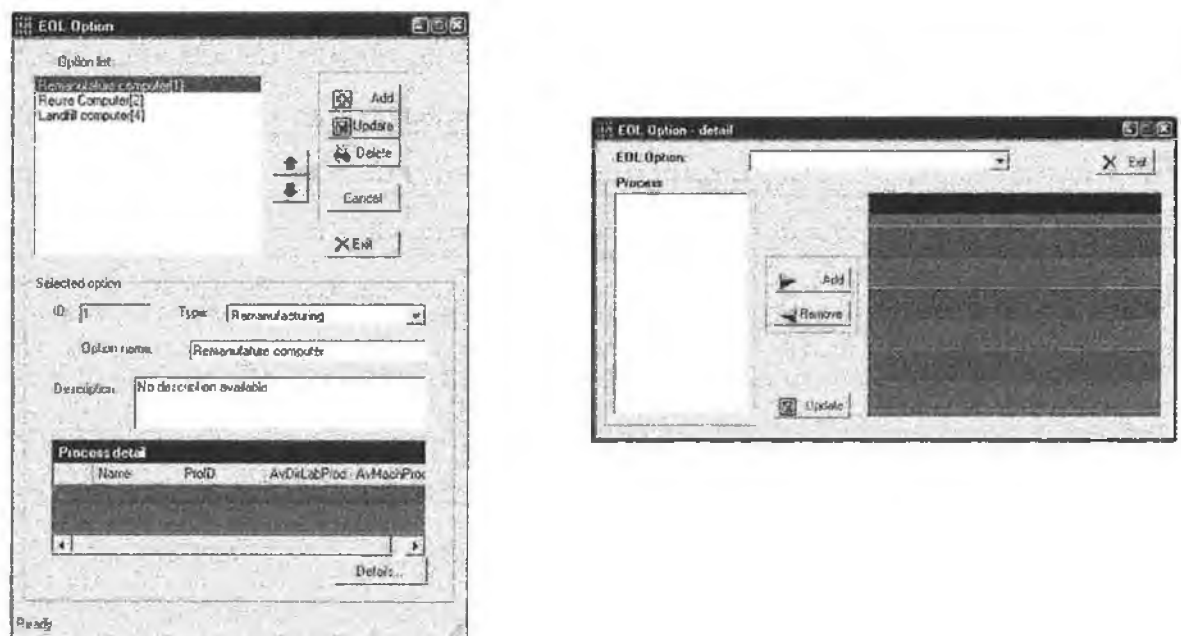 EOL Option
Option list:
Remanufature computer[1]
Reuse Computer[2]
Landfill computer[4]
Add
Update
Delete
Cancel
Exit
Selected option
ID: 1 Type: Remanufacturing
Option name: Remanufature computer
Description: No description available
Process detail
Name ProID AvDirLabProd AvMachProc
Details...
Ready
EOL Option - detail
EOL Option: Exit
Process
Add
Remove
Update